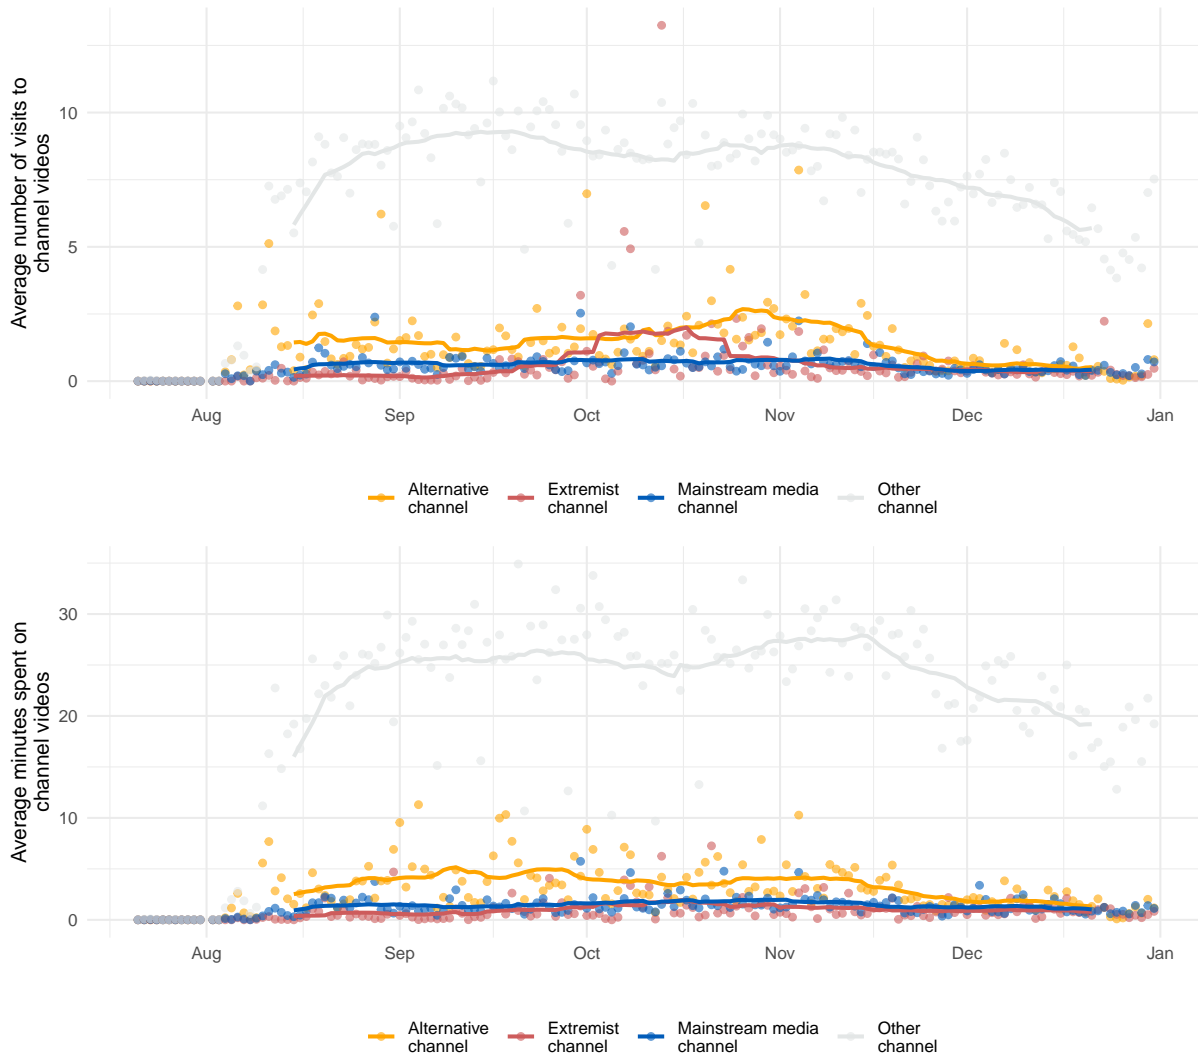 Average number of visits to
channel videos
10
5
0
Aug Sep Oct Nov Dec Jan
Alternative
channel
Extremist
channel
Mainstream media
channel
Other
channel
Average minutes spent on
channel videos
30
20
10
0
Aug Sep Oct Nov Dec Jan
Alternative
channel
Extremist
channel
Mainstream media
channel
Other
channel